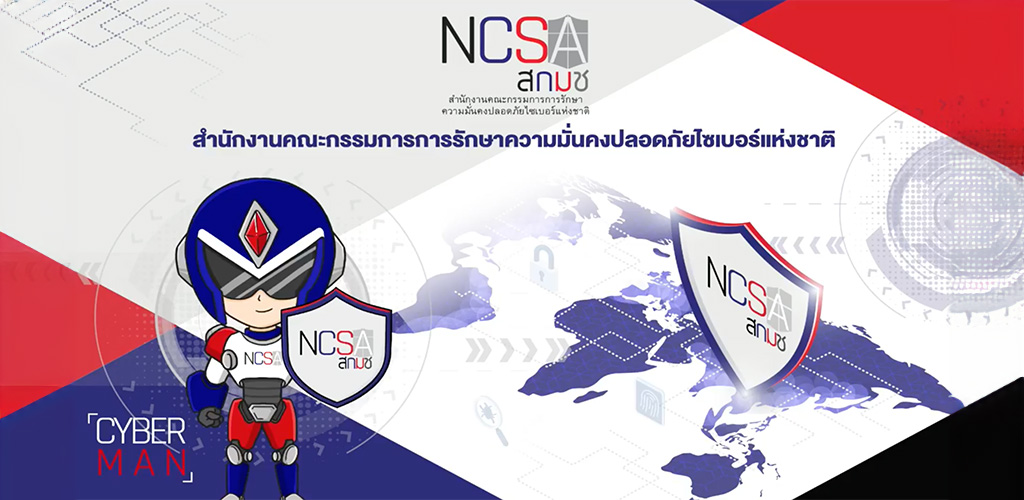 NCSA
สกมช
สำนักงานคณะกรรมการการรักษา
ความมั่นคงปลอดภัยไซเบอร์แห่งชาติ
สำนักงานคณะกรรมการการรักษาความมั่นคงปลอดภัยไซเบอร์แห่งชาติ
NCSA
สกมช
NCSA
NCSA
สกมช
CYBER
MAN